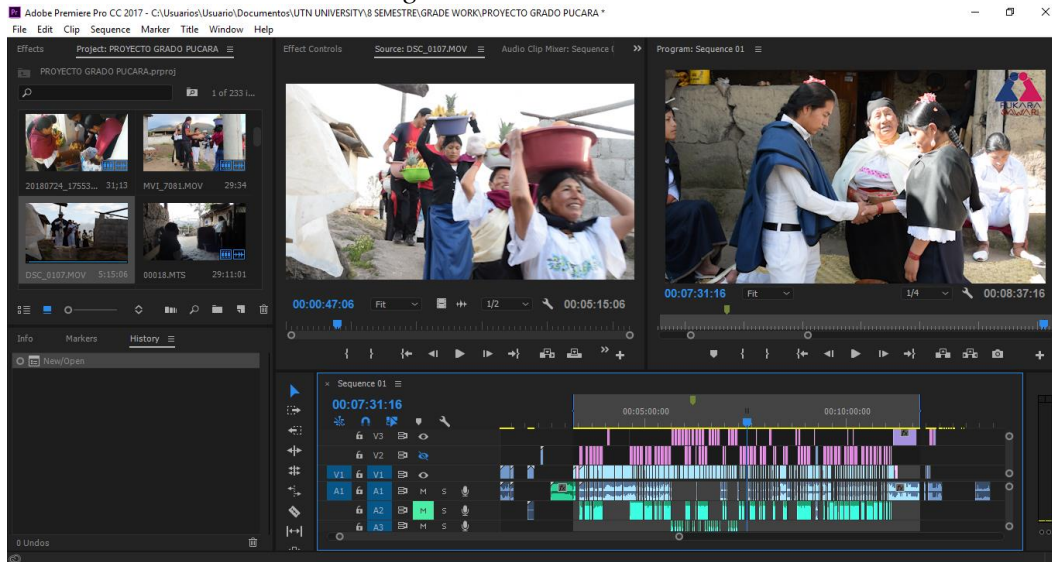 Adobe Premiere Pro CC 2017 - C:\Usuarios\Usuario\Documentos\UTN UNIVERSITY\8 SEMESTRE\GRADE WORK\PROYECTO GRADO PUCARA *
File Edit Clip Sequence Marker Title Window Help
Effects Project: PROYECTO GRADO PUCARA
PROYECTO GRADO PUCARA.prproj
1 of 233 i...
20180724_17553... 31;13 MVI_7081.MOV 29:34
DSC_0107.MOV 5:15:06 00018.MTS 29:11:01
Info Markers History
New/Open
0 Undos
Effect Controls Source: DSC_0107.MOV Audio Clip Mixer: Sequence (
00:00:47:06 Fit 1/2 00:05:15:06
Program: Sequence 01
PUKARA
ÑAWARI
00:07:31:16 Fit 1/4 00:08:37:16
× Sequence 01
00:07:31:16
00:05:00:00 00:10:00:00
V3
V2
V1 V1
A1 A1 M S
A2 M S
A3 M S